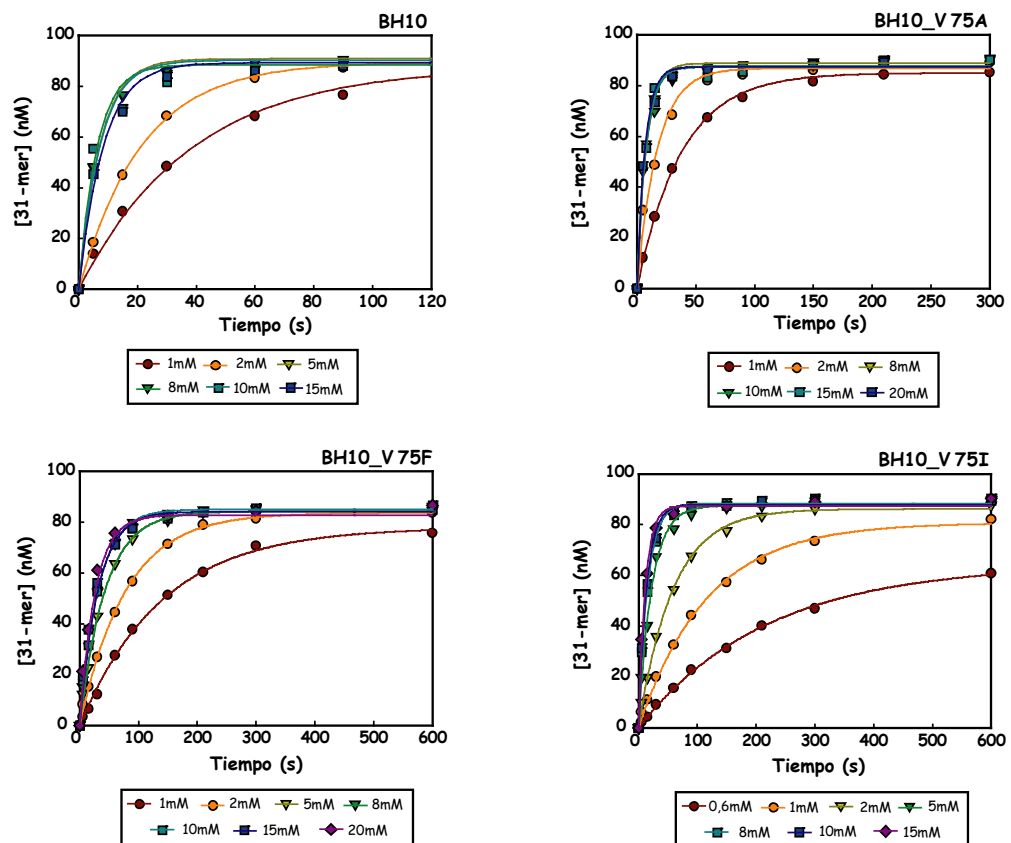 BH10
100
80
60
40
20
0
[31-mer] (nM)
0 20 40 60 80 100 120
Tiempo (s)
1mM 2mM 5mM
8mM 10mM 15mM
BH10_V75A
100
80
60
40
20
0
[31-mer] (nM)
0 50 100 150 200 250 300
Tiempo (s)
1mM 2mM 8mM
10mM 15mM 20mM
BH10_V75F
100
80
60
40
20
0
[31-mer] (nM)
0 100 200 300 400 500 600
Tiempo (s)
1mM 2mM 5mM 8mM
10mM 15mM 20mM
BH10_V75I
100
80
60
40
20
0
[31-mer] (nM)
0 100 200 300 400 500 600
Tiempo (s)
0,6mM 1mM 2mM 5mM
8mM 10mM 15mM